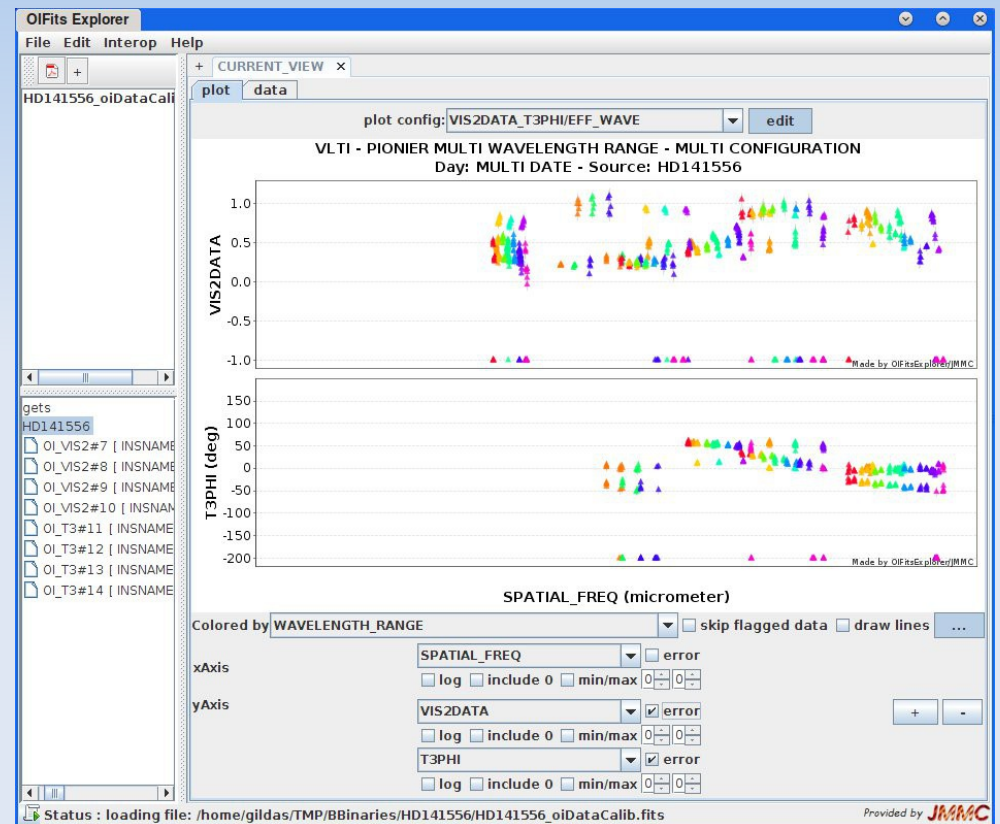 OIFits Explorer
File Edit Interop Help
+
HD141556_oiDataCali
gets
HD141556
OI_VIS2#7 [ INSNAME
OI_VIS2#8 [ INSNAME
OI_VIS2#9 [ INSNAME
OI_VIS2#10 [ INSNAM
OI_T3#11 [ INSNAME
OI_T3#12 [ INSNAME
OI_T3#13 [ INSNAME
OI_T3#14 [ INSNAME
+ CURRENT_VIEW ×
plot data
plot config: VIS2DATA_T3PHI/EFF_WAVE edit
VLTI - PIONIER MULTI WAVELENGTH RANGE - MULTI CONFIGURATION
Day: MULTI DATE - Source: HD141556
VIS2DATA
1.0
0.5
0.0
-0.5
-1.0
Made by OIFitsExplorer/JMMC
T3PHI (deg)
150
100
50
0
-50
-100
-150
-200
Made by OIFitsExplorer/JMMC
SPATIAL_FREQ (micrometer)
Colored by WAVELENGTH_RANGE skip flagged data draw lines ...
xAxis
SPATIAL_FREQ error
log include 0 min/max 0 0
yAxis
VIS2DATA error + -
log include 0 min/max 0 0
T3PHI error
log include 0 min/max 0 0
Status : loading file: /home/gildas/TMP/BBinaries/HD141556/HD141556_oiDataCalib.fits
Provided by JMMC